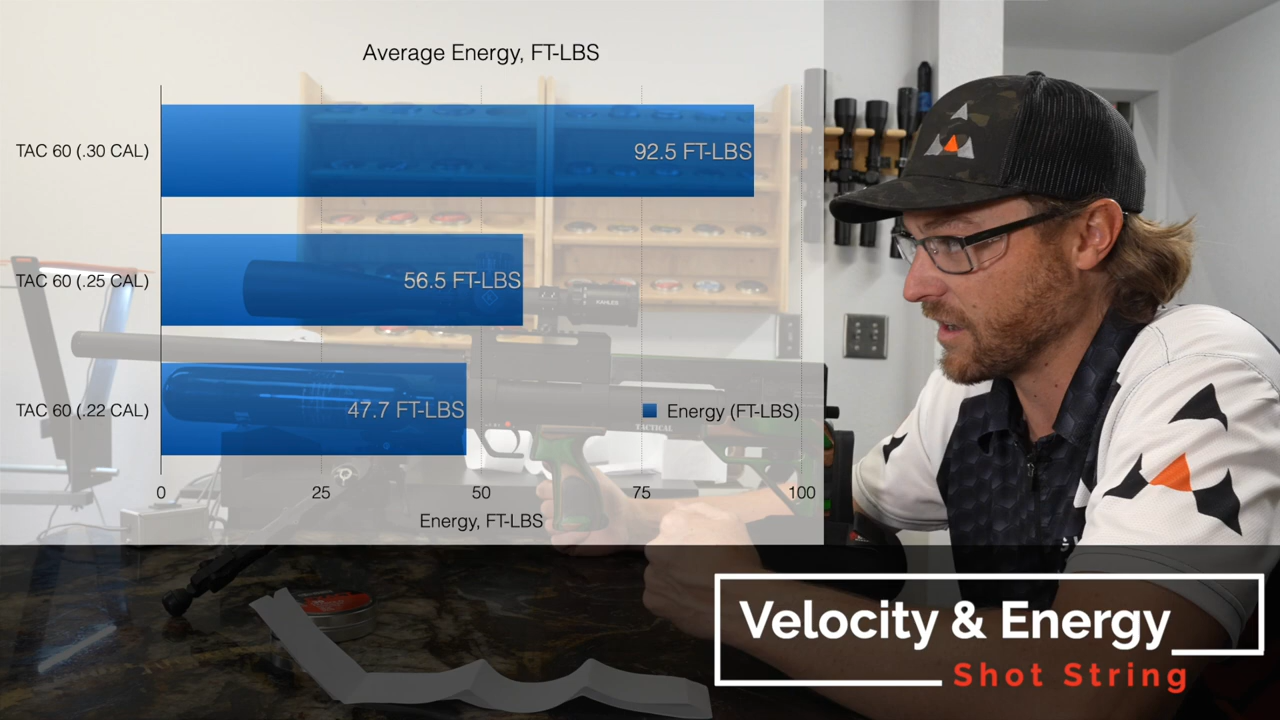 Average Energy, FT-LBS
TAC 60 (.30 CAL)
92.5 FT-LBS
TAC 60 (.25 CAL)
56.5 FT-LBS
KAHLES
TAC 60 (.22 CAL)
47.7 FT-LBS
Energy (FT-LBS)
TACTICAL
0 25 50 75 100
Energy, FT-LBS
Velocity & Energy
Shot String